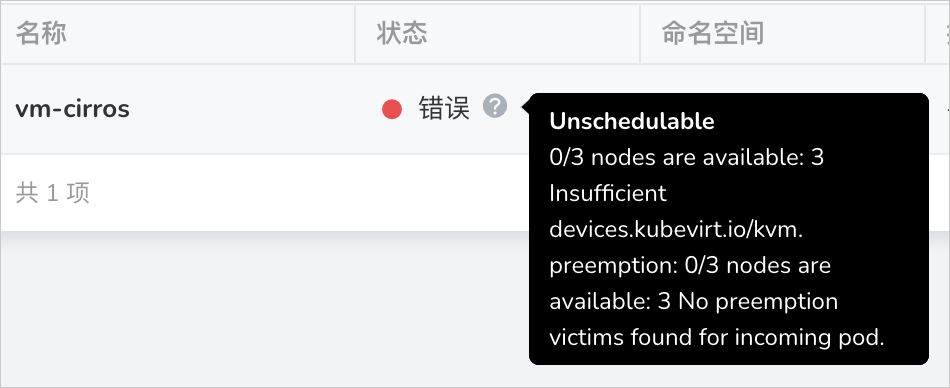 名称 状态 命名空间
vm-cirros 错误 ?
Unschedulable
0/3 nodes are available: 3
Insufficient
devices.kubevirt.io/kvm.
preemption: 0/3 nodes are
available: 3 No preemption
victims found for incoming pod.
共 1 项